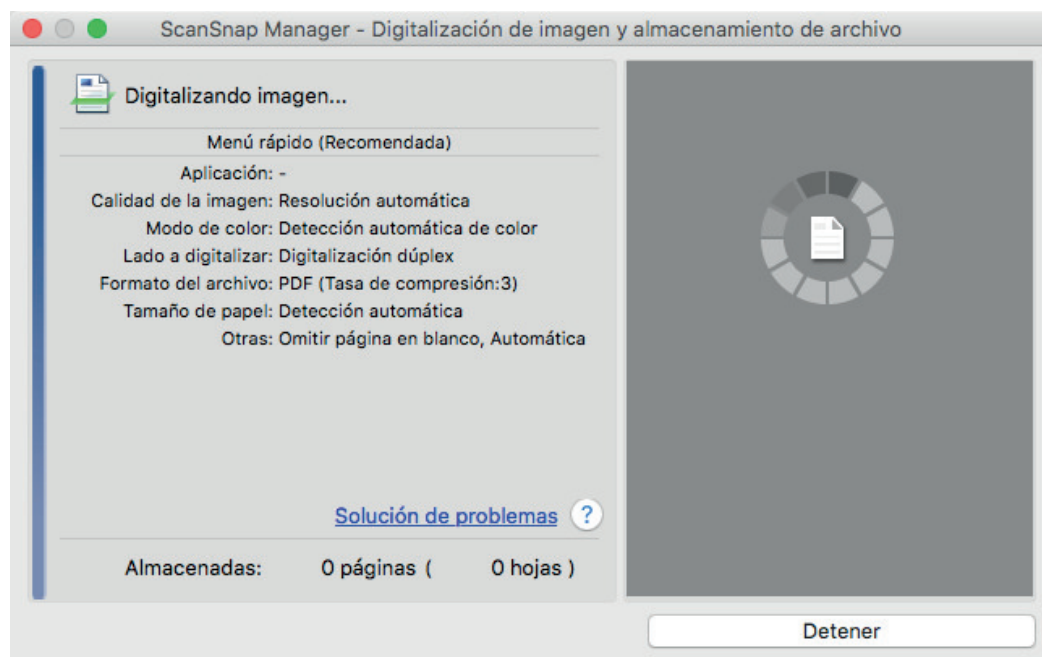 ScanSnap Manager - Digitalización de imagen y almacenamiento de archivo
Digitalizando imagen...
Menú rápido (Recomendada)
Aplicación: -
Calidad de la imagen: Resolución automática
Modo de color: Detección automática de color
Lado a digitalizar: Digitalización dúplex
Formato del archivo: PDF (Tasa de compresión:3)
Tamaño de papel: Detección automática
Otras: Omitir página en blanco, Automática
Solución de problemas ?
Almacenadas: 0 páginas ( 0 hojas )
Detener